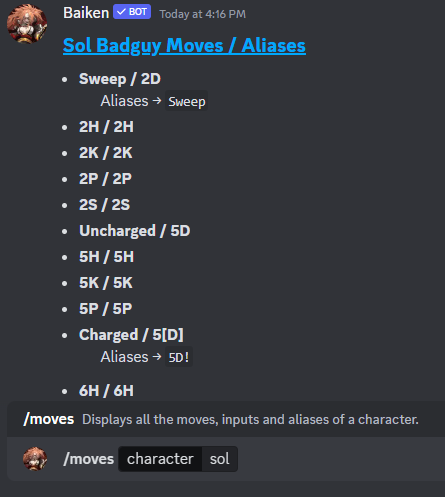 Baiken ✓ BOT Today at 4:16 PM
Sol Badguy Moves / Aliases
• Sweep / 2D
Aliases → Sweep
• 2H / 2H
• 2K / 2K
• 2P / 2P
• 2S / 2S
• Uncharged / 5D
• 5H / 5H
• 5K / 5K
• 5P / 5P
• Charged / 5[D]
Aliases → 5D!
• 6H / 6H
/moves Displays all the moves, inputs and aliases of a character.
/moves character sol